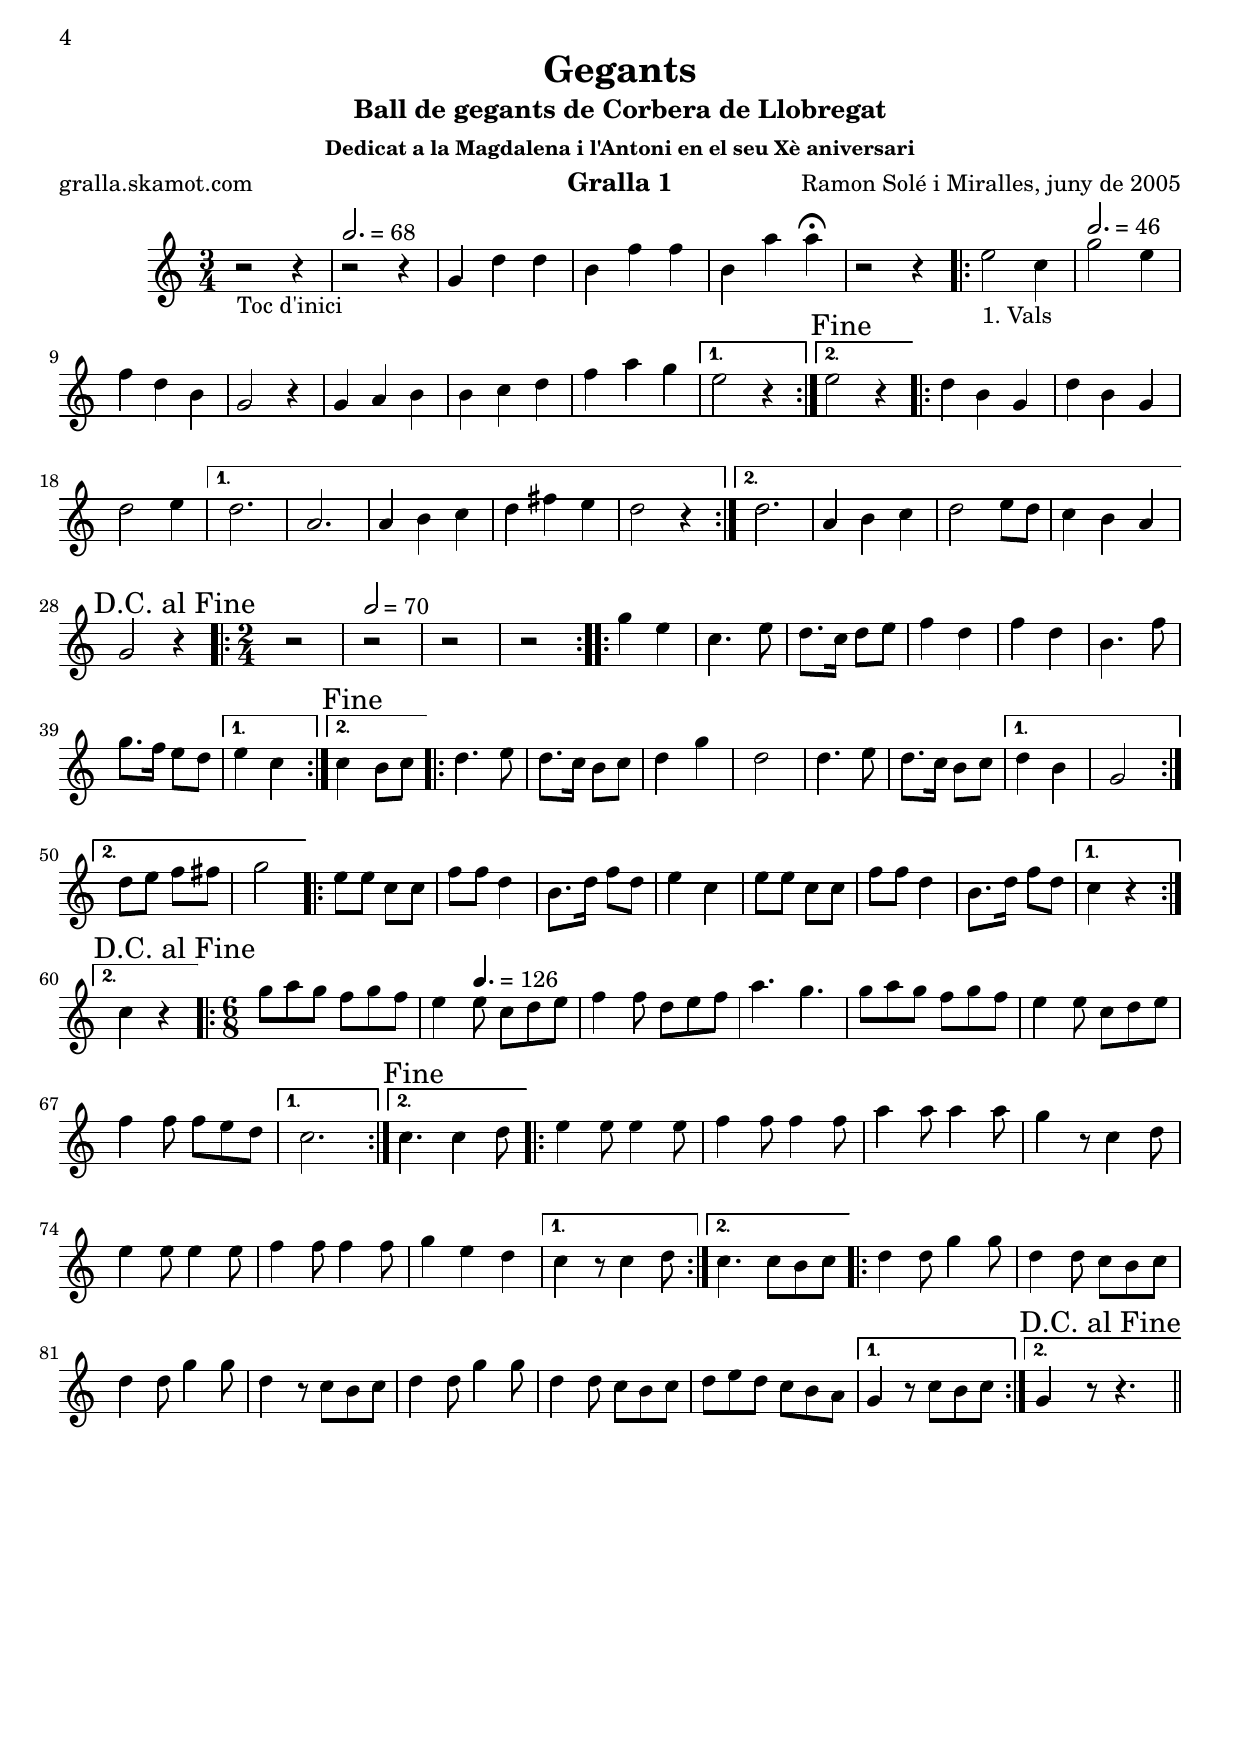 4
Gegants
Ball de gegants de Corbera de Llobregat
Dedicat a la Magdalena i l'Antoni en el seu Xè aniversari
gralla.skamot.com Gralla 1 Ramon Solé i Miralles, juny de 2005
= 68 = 46
3 4
Toc d'inici 1. Vals
Fine
9 1. 2.
18 1. 2.
D.C. al Fine = 70
28 2 4
Fine
39 1. 2. 1.
50 2. 1.
D.C. al Fine
60 2. 6 8 = 126
Fine
67 1. 2.
74 1. 2.
D.C. al Fine
81 1. 2.